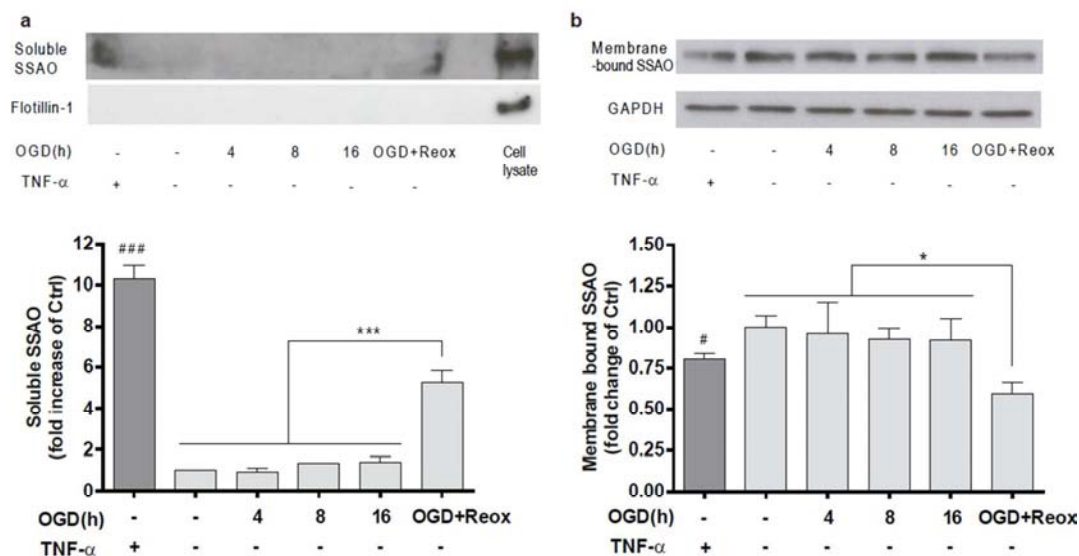 a
Soluble
SSAO
Flotillin-1
OGD(h) - - 4 8 16 OGD+Reox Cell
lysate
TNF-α + - - - - -
12
10
8
6
4
2
0
Soluble SSAO
(fold increase of Ctrl)
###
***
OGD(h) - - 4 8 16 OGD+Reox
TNF-α + - - - - -
b
Membrane
-bound SSAO
GAPDH
OGD(h) - - 4 8 16 OGD+Reox
TNF-α + - - - - -
1.50
1.25
1.00
0.75
0.50
0.25
0.00
Membrane bound SSAO
(fold change of Ctrl)
#
*
OGD(h) - - 4 8 16 OGD+Reox
TNF-α + - - - - -